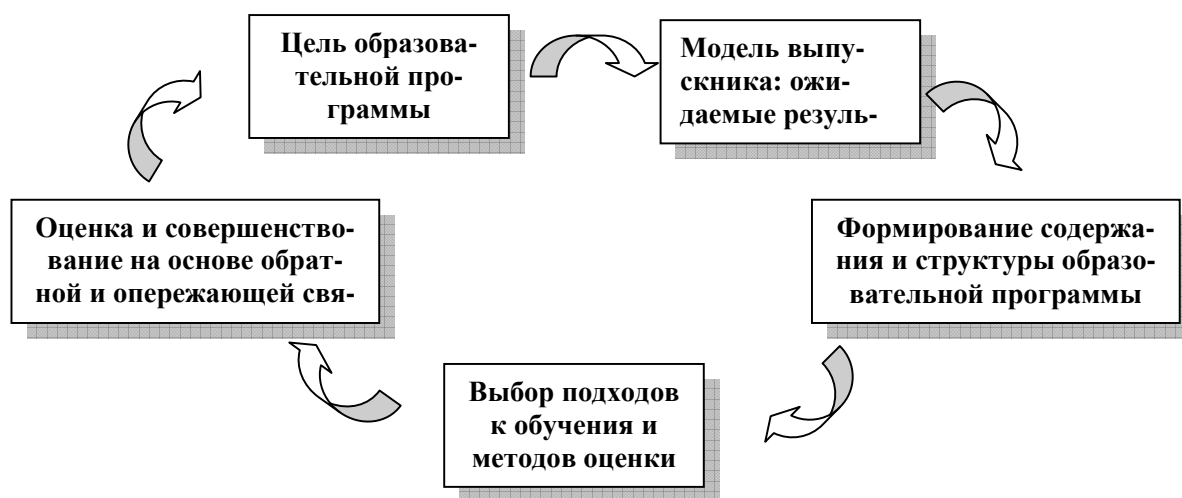 Цель образова-
тельной про-
граммы
Модель выпу-
скника: ожи-
даемые резуль-
Формирование содержа-
ния и структуры образо-
вательной программы
Выбор подходов
к обучения и
методов оценки
Оценка и совершенство-
вание на основе обрат-
ной и опережающей свя-